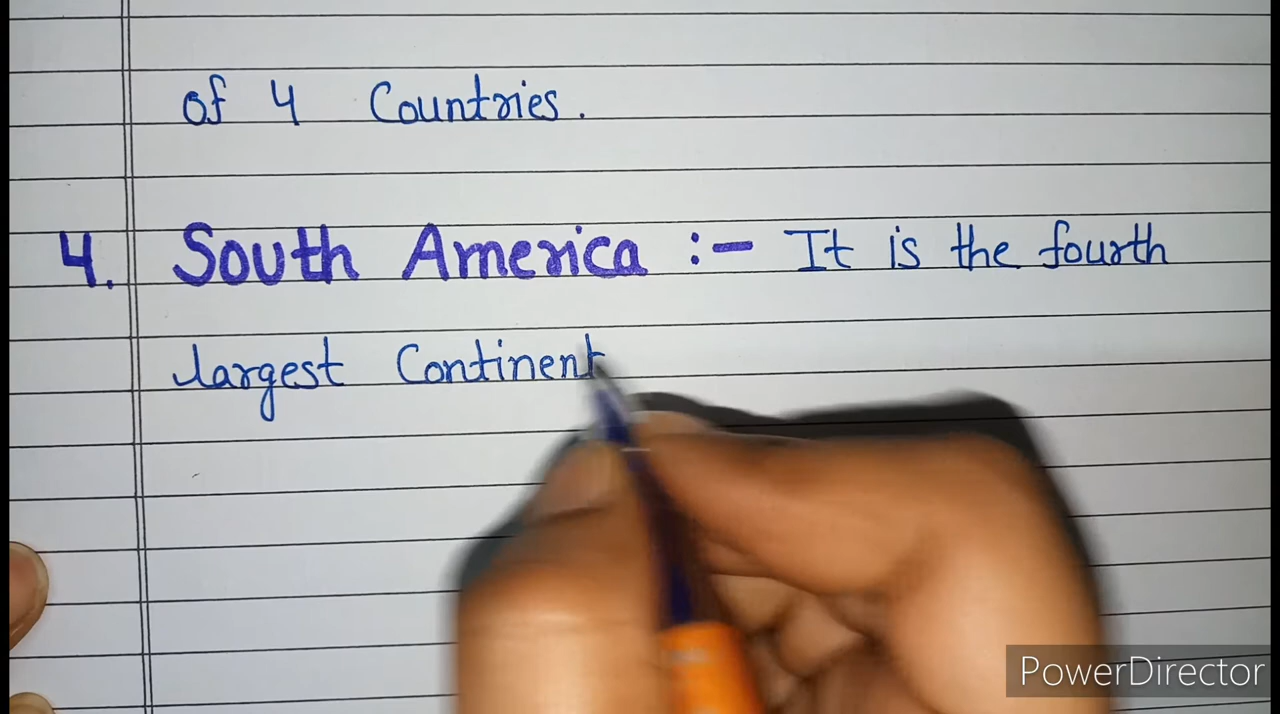 of 4 Countries.
4. South America :- It is the fourth
largest Continent
PowerDirector